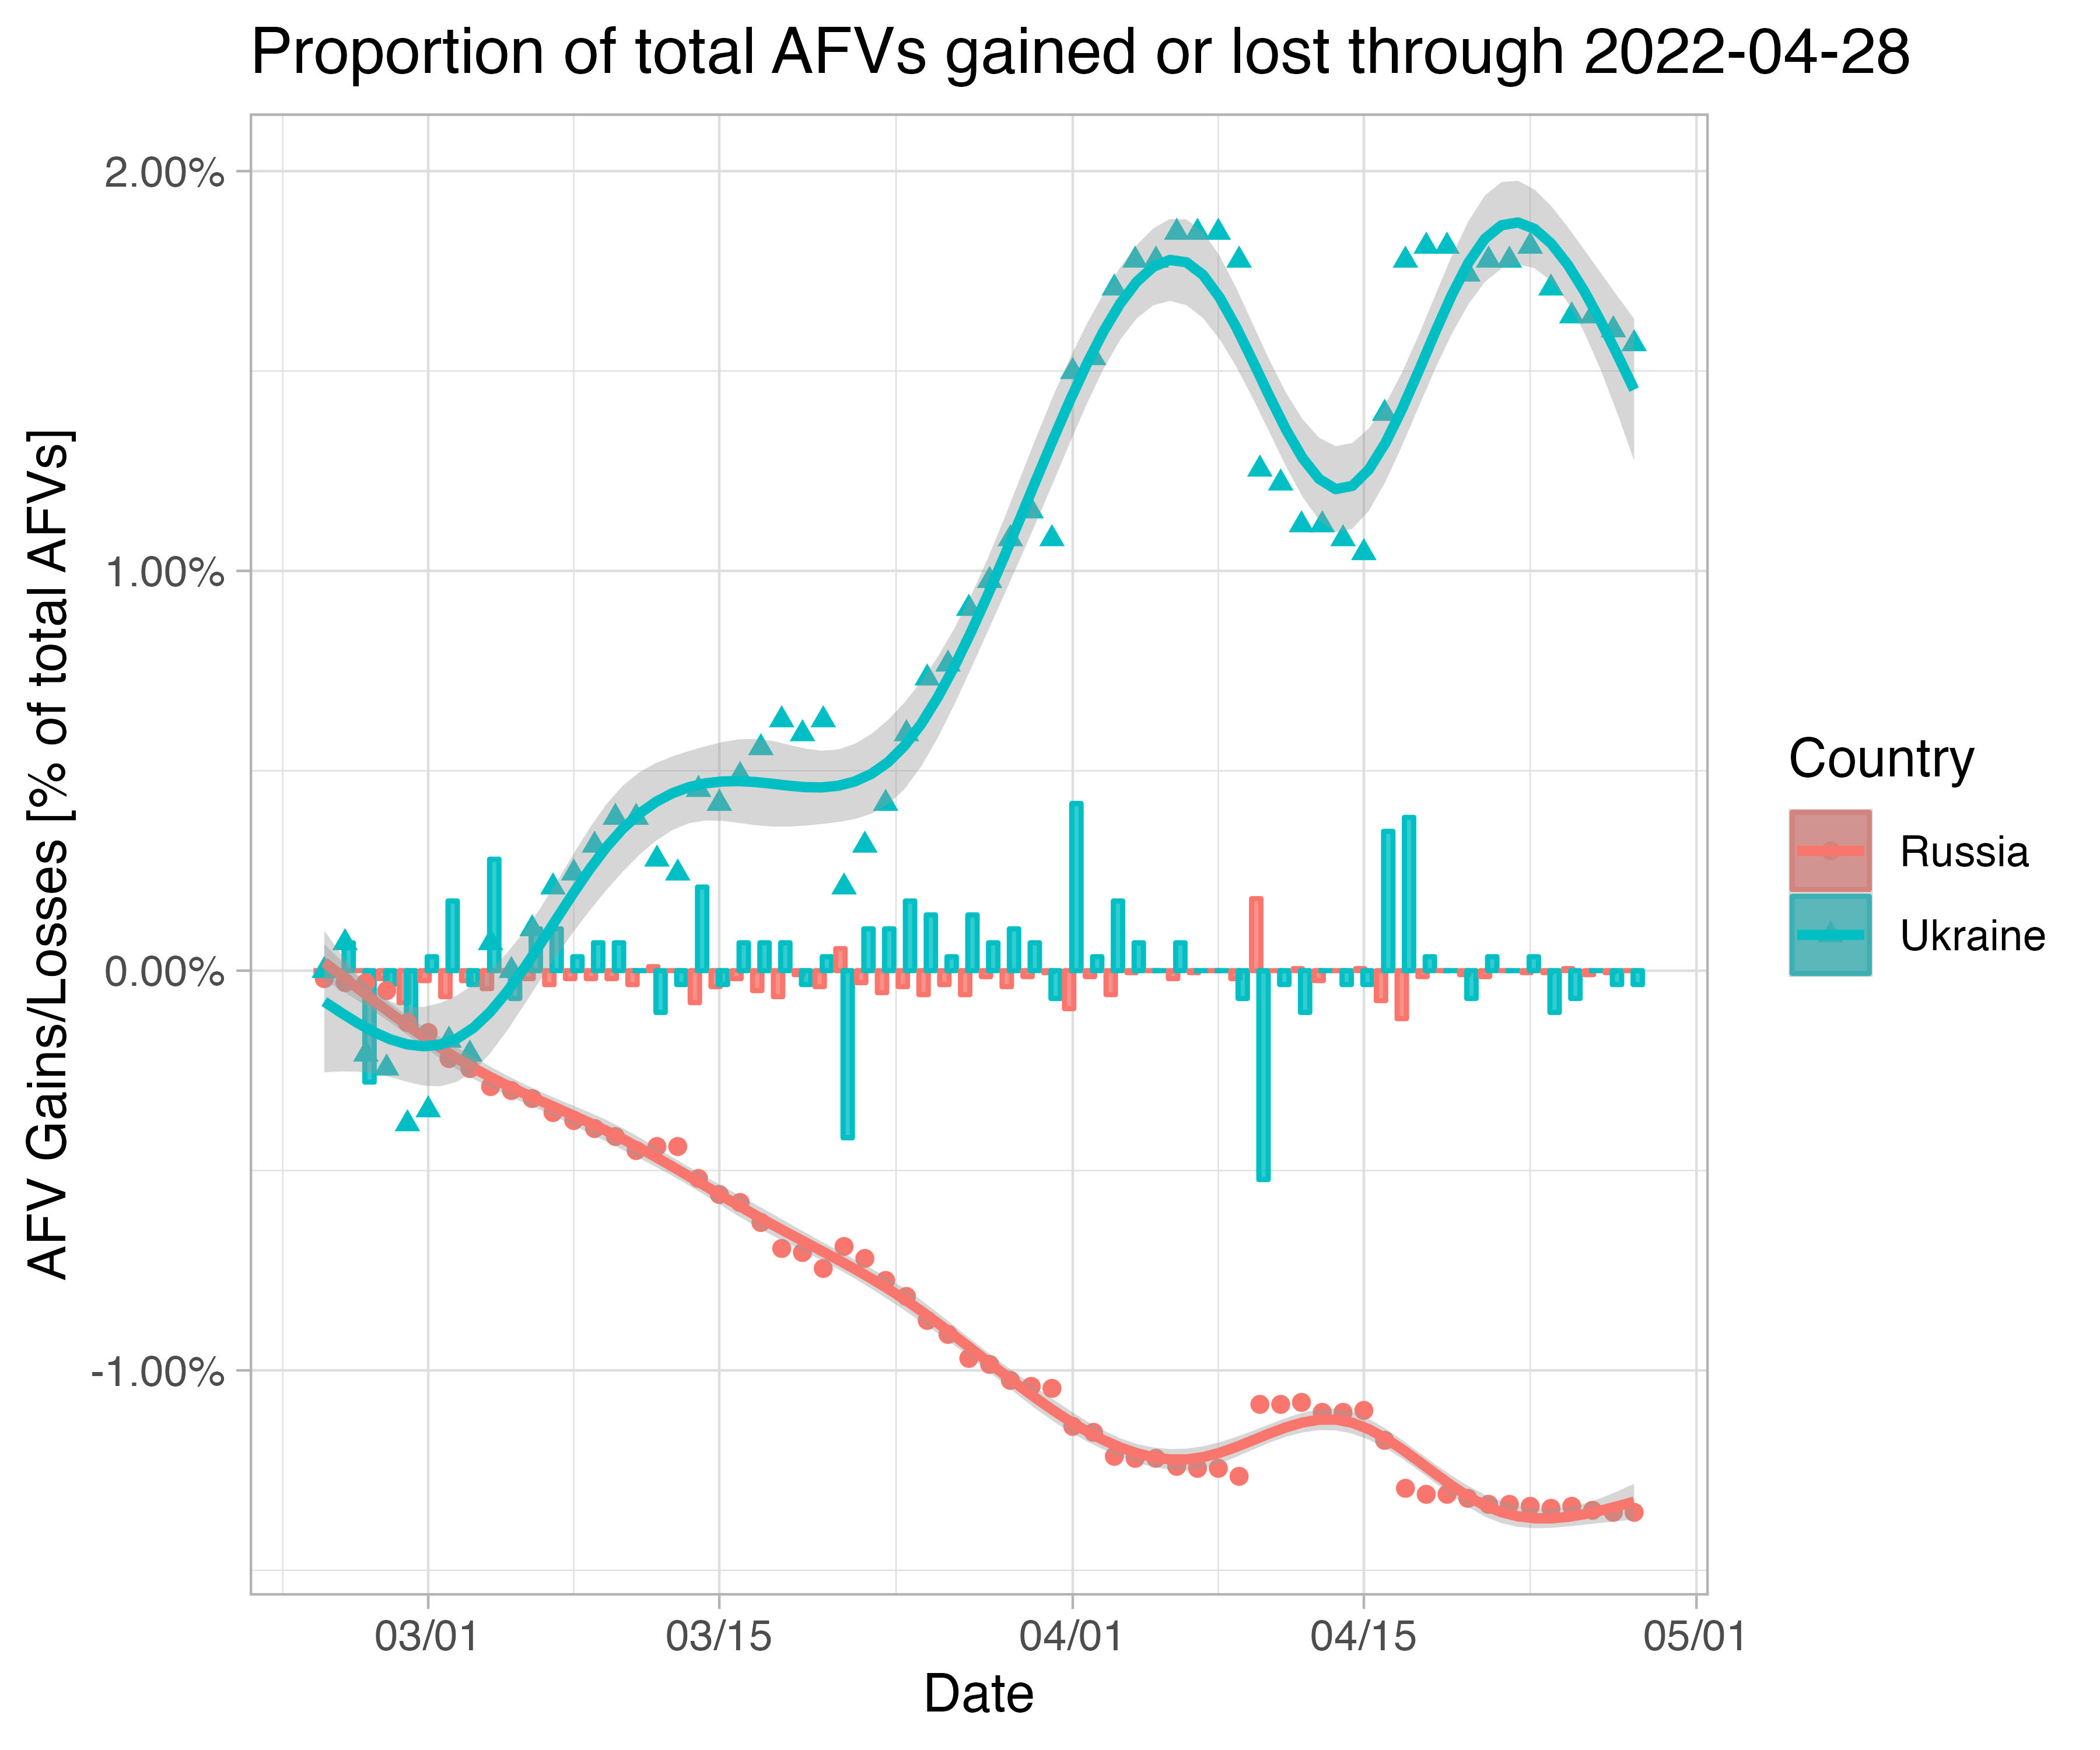 Proportion of total AFVs gained or lost through 2022-04-28
AFV Gains/Losses [% of total AFVs]
2.00%
1.00%
0.00%
-1.00%
03/01
03/15
04/01
04/15
05/01
Date
Country
Russia
Ukraine